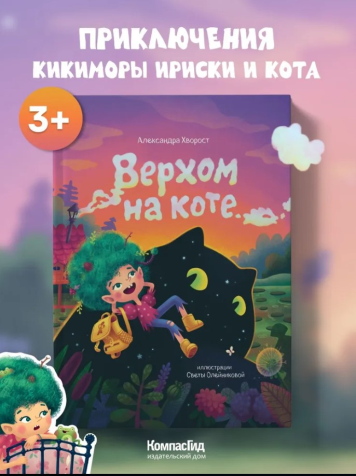 ПРИКЛЮЧЕНИЯ
КИКИМОРЫ ИРИСКИ И КОТА
3+
Александра Хворост
Верхом
на коте
иллюстрации
Светы Олейниковой
КомпасГид
издательский дом